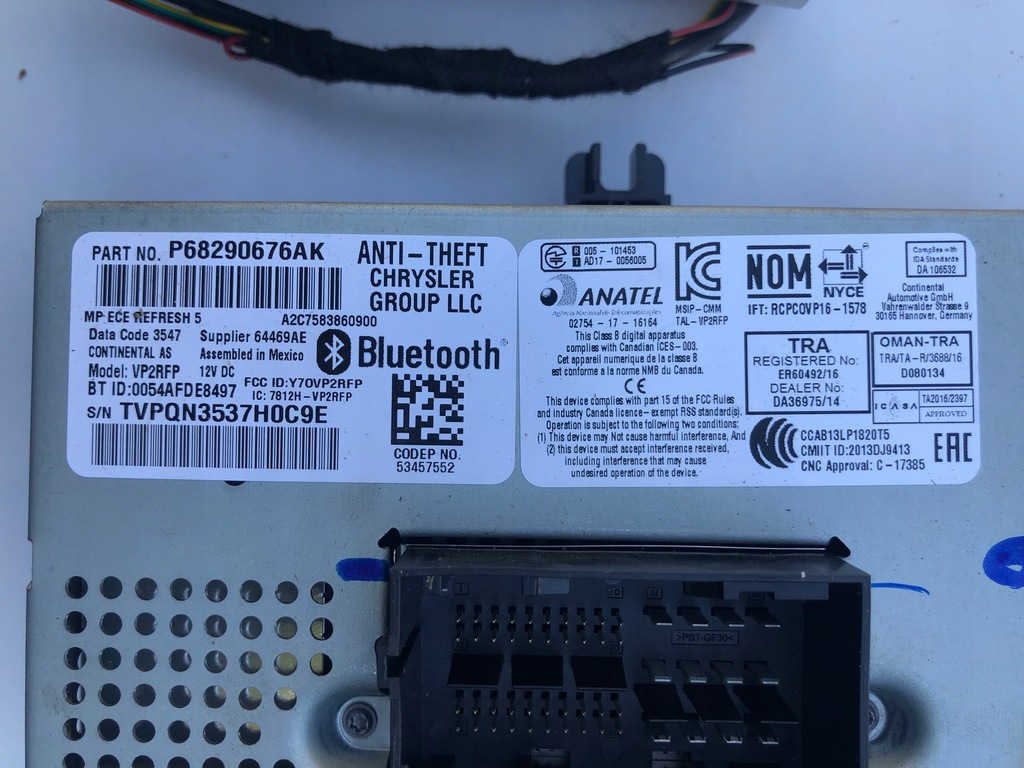 PART NO. P68290676AK
ANTI-THEFT
CHRYSLER
GROUP LLC
MP ECE REFRESH 5 A2C7583860900
Data Code 3547 Supplier 64469AE
CONTINENTAL AS Assembled in Mexico
Model: VP2RFP 12V DC
Bluetooth®
BT ID:0054AFDE8497 FCC ID:Y7OVP2RFP
IC: 7812H-VP2RFP
S/N TVPQN3537H0C9E
CODEP NO.
53457552
R 005-101453
T AD17-0056005
ANATEL
Agência Nacional de Telecomunicações
02754-17-16164
MSIP-CMM
TAL-VP2RFP
NOM
NYCE
IFT: RCPCOVP16-1578
Complies with
IDA Standards
DA 106532
Continental
Automotive GmbH
Vahrenwalder Strasse 9
30165 Hannover, Germany
This Class B digital apparatus
complies with Canadian ICES-003.
Cet appareil numerique de la classe B
est conforme a la norme NMB du Canada.
CE
This device complies with part 15 of the FCC Rules
and industry Canada licence-exempt RSS standard(s).
Operation is subject to the following two conditions:
(1) This device may not cause harmful interference, And
(2) this device must accept interference,
including interference that may cause
undesired operation of the device.
TRA
REGISTERED No:
ER60492/16
DEALER No:
DA36975/14
OMAN-TRA
TRA/TA-R/3688/16
D080134
ICASA
TA2016/2397
APPROVED
CCAB13LP1820T5
CMIIT ID:2013DJ9413
CNC Approval: C-17385
EAC
1 10
>PBT-GF30<